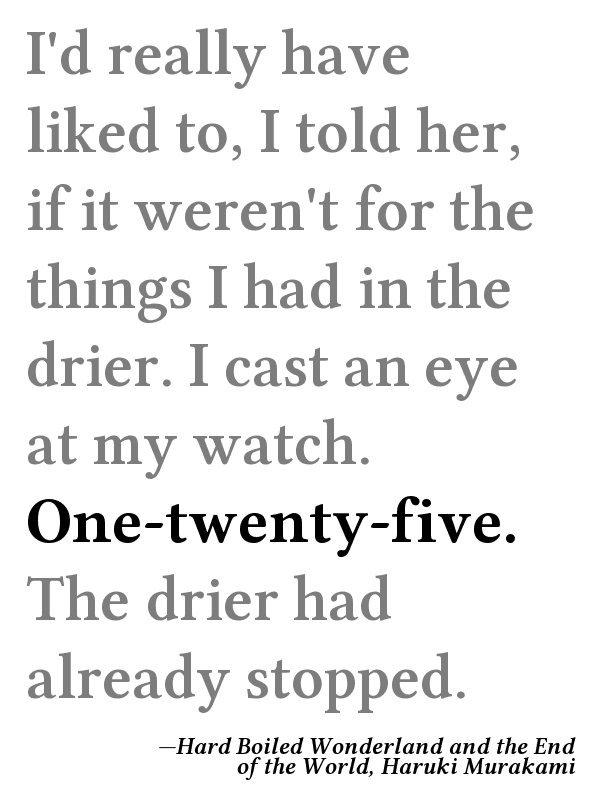 I'd really have
liked to, I told her,
if it weren't for the
things I had in the
drier. I cast an eye
at my watch.
One-twenty-five.
The drier had
already stopped.
—Hard Boiled Wonderland and the End
of the World, Haruki Murakami